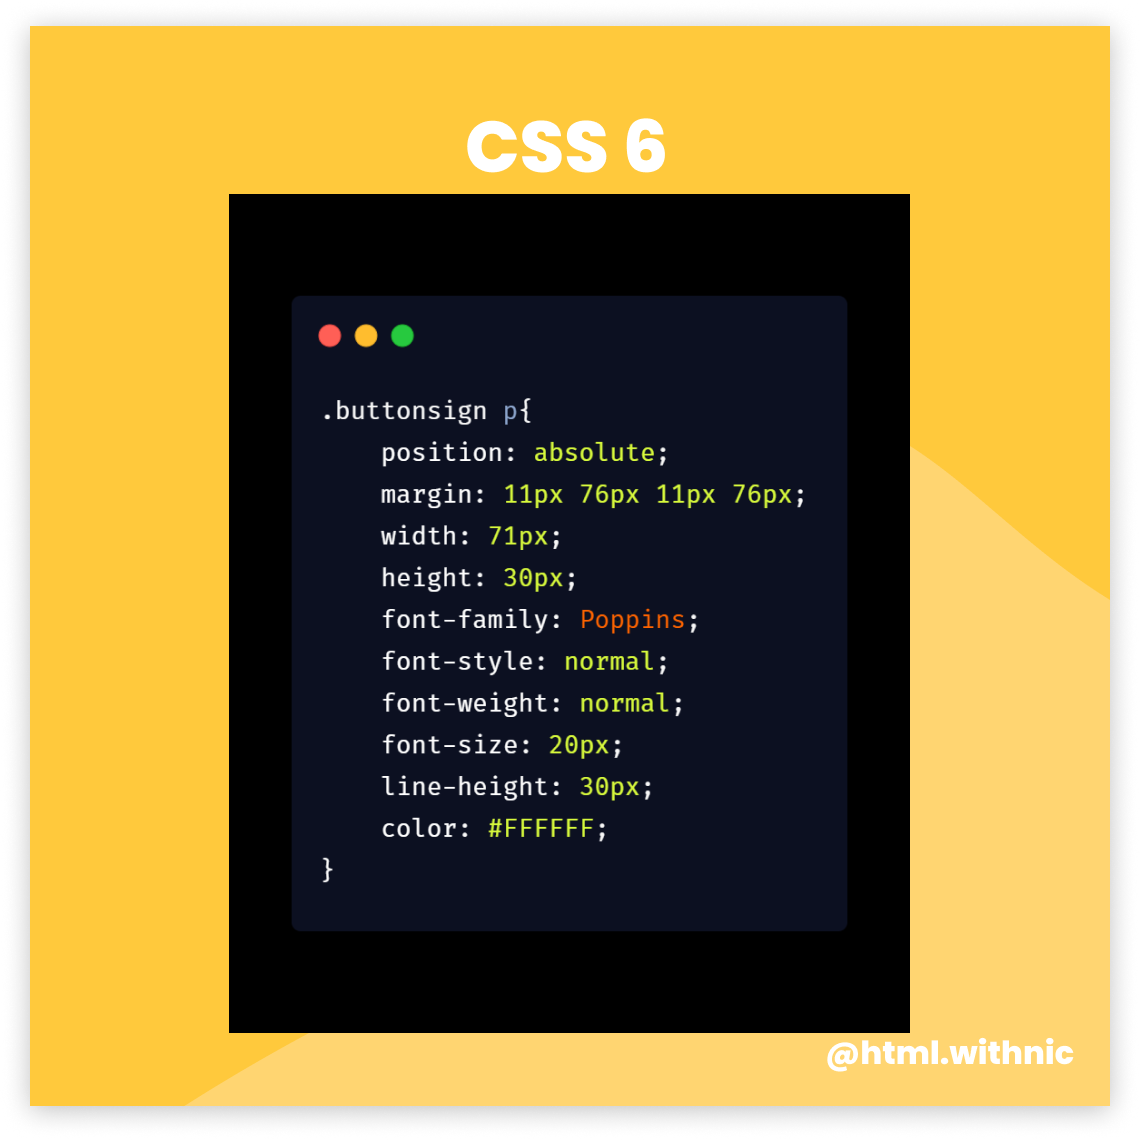 CSS 6
.buttonsign p{
    position: absolute;
    margin: 11px 76px 11px 76px;
    width: 71px;
    height: 30px;
    font-family: Poppins;
    font-style: normal;
    font-weight: normal;
    font-size: 20px;
    line-height: 30px;
    color: #FFFFFF;
}
@html.withnic